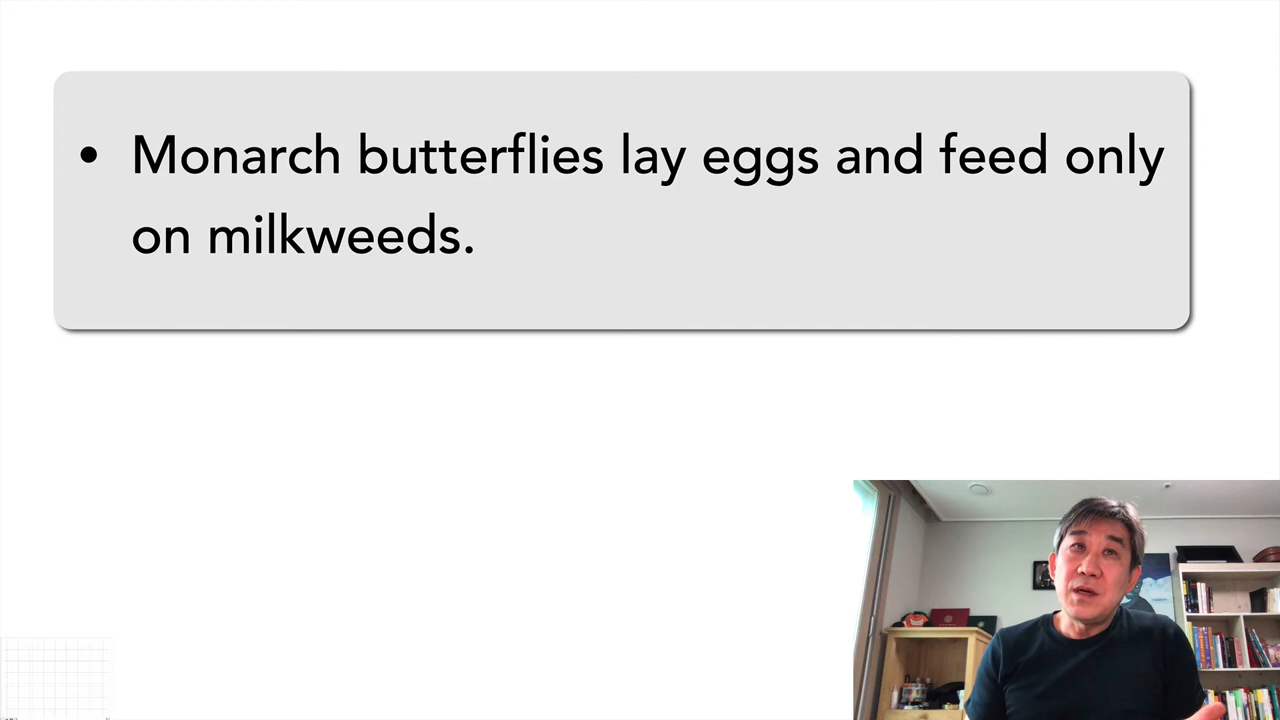 • Monarch butterflies lay eggs and feed only
on milkweeds.